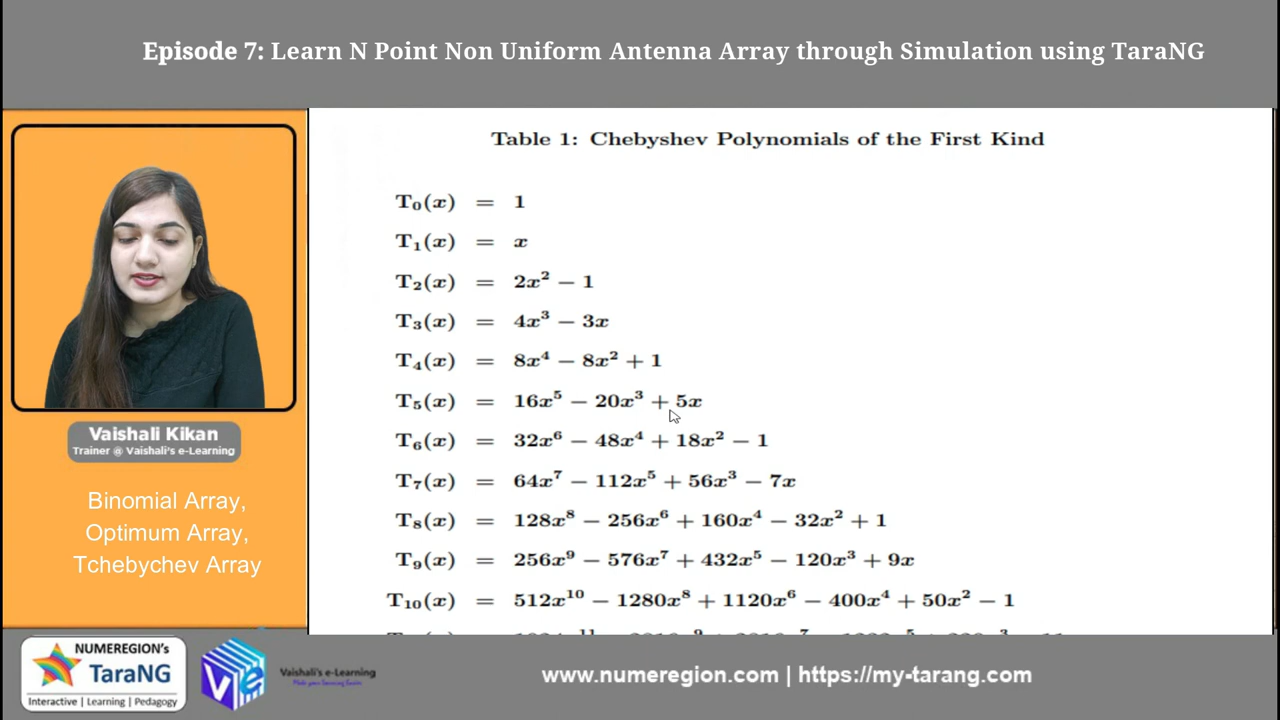 Episode 7: Learn N Point Non Uniform Antenna Array through Simulation using TaraNG
Table 1: Chebyshev Polynomials of the First Kind
T₀(x) = 1
T₁(x) = x
T₂(x) = 2x² − 1
T₃(x) = 4x³ − 3x
T₄(x) = 8x⁴ − 8x² + 1
T₅(x) = 16x⁵ − 20x³ + 5x
T₆(x) = 32x⁶ − 48x⁴ + 18x² − 1
T₇(x) = 64x⁷ − 112x⁵ + 56x³ − 7x
T₈(x) = 128x⁸ − 256x⁶ + 160x⁴ − 32x² + 1
T₉(x) = 256x⁹ − 576x⁷ + 432x⁵ − 120x³ + 9x
T₁₀(x) = 512x¹⁰ − 1280x⁸ + 1120x⁶ − 400x⁴ + 50x² − 1
Vaishali Kikan
Trainer @ Vaishali's e-Learning
Binomial Array,
Optimum Array,
Tchebychev Array
NUMEREGION's
TaraNG
Interactive | Learning | Pedagogy
Vaishali's e-Learning
www.numeregion.com | https://my-tarang.com